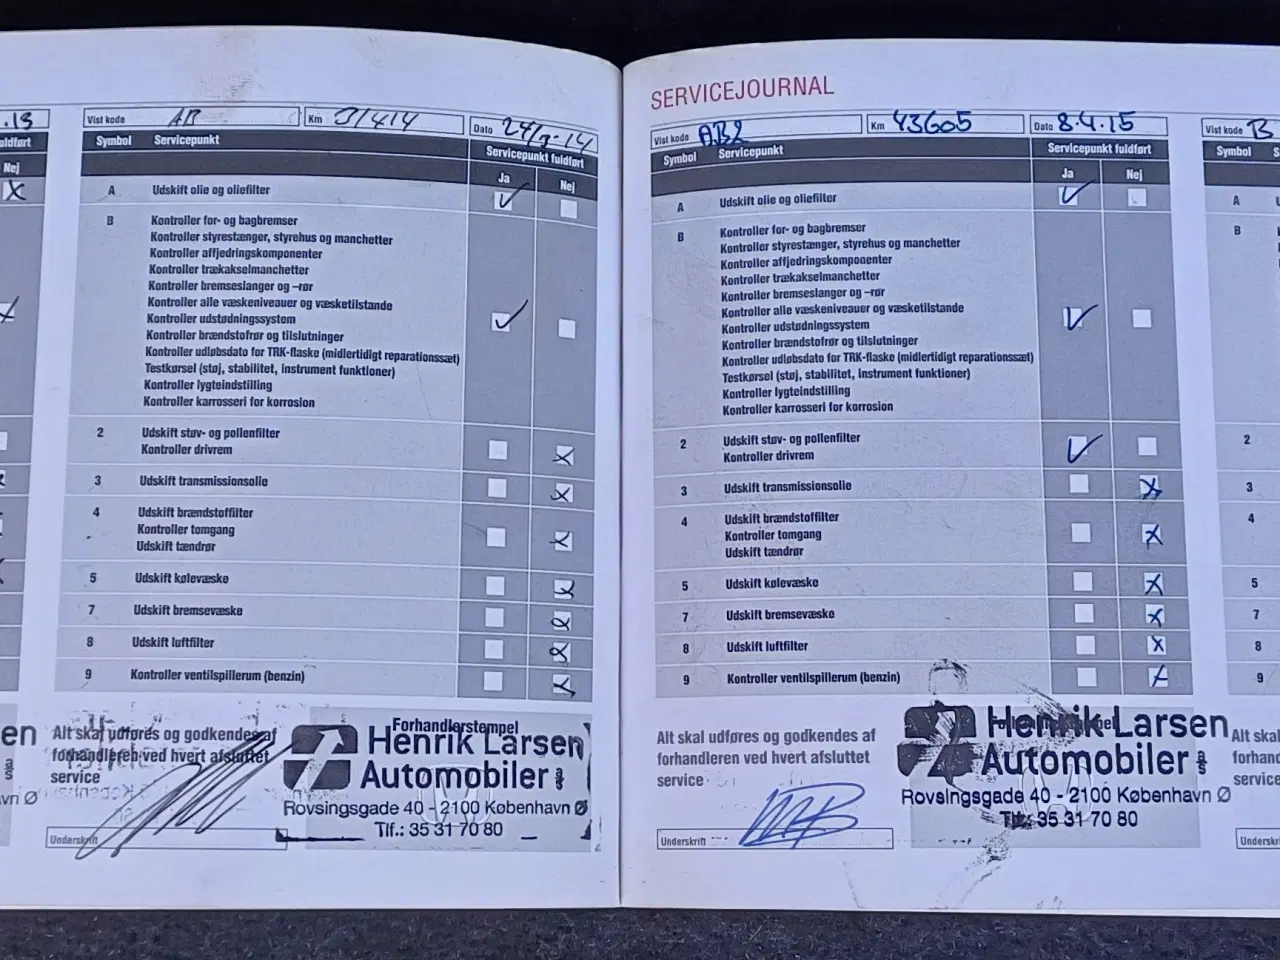 .13
Nej
Vist kode AB
Km 31414
Dato 24/3-14
Symbol Servicepunkt
Servicepunkt fuldført
Ja Nej
A Udskift olie og oliefilter
B Kontroller for- og bagbremser
Kontroller styrestænger, styrehus og manchetter
Kontroller affjedringskomponenter
Kontroller trækakselmanchetter
Kontroller bremseslanger og –rør
Kontroller alle væskeniveauer og væsketilstande
Kontroller udstødningssystem
Kontroller brændstofrør og tilslutninger
Kontroller udløbsdato for TRK-flaske (midlertidigt reparationssæt)
Testkørsel (støj, stabilitet, instrument funktioner)
Kontroller lygteindstilling
Kontroller karrosseri for korrosion
2 Udskift støv- og pollenfilter
Kontroller drivrem
3 Udskift transmissionsolie
4 Udskift brændstoffilter
Kontroller tomgang
Udskift tændrør
5 Udskift kølevæske
7 Udskift bremsevæske
8 Udskift luftfilter
9 Kontroller ventilspillerum (benzin)
Alt skal udføres og godkendes af
forhandleren ved hvert afsluttet
service
Underskrift
Forhandlerstempel
Henrik Larsen
Automobiler a/s
Rovsingsgade 40 - 2100 København Ø
Tlf.: 35 31 70 80
SERVICEJOURNAL
Vist kode AB2
Km 43605
Dato 8.4.15
Symbol Servicepunkt
Servicepunkt fuldført
Ja Nej
A Udskift olie og oliefilter
B Kontroller for- og bagbremser
Kontroller styrestænger, styrehus og manchetter
Kontroller affjedringskomponenter
Kontroller trækakselmanchetter
Kontroller bremseslanger og –rør
Kontroller alle væskeniveauer og væsketilstande
Kontroller udstødningssystem
Kontroller brændstofrør og tilslutninger
Kontroller udløbsdato for TRK-flaske (midlertidigt reparationssæt)
Testkørsel (støj, stabilitet, instrument funktioner)
Kontroller lygteindstilling
Kontroller karrosseri for korrosion
2 Udskift støv- og pollenfilter
Kontroller drivrem
3 Udskift transmissionsolie
4 Udskift brændstoffilter
Kontroller tomgang
Udskift tændrør
5 Udskift kølevæske
7 Udskift bremsevæske
8 Udskift luftfilter
9 Kontroller ventilspillerum (benzin)
Alt skal udføres og godkendes af
forhandleren ved hvert afsluttet
service
Underskrift
Henrik Larsen
Automobiler a/s
Rovsingsgade 40 - 2100 København Ø
Tlf.: 35 31 70 80
Vist kode B
Symbol
A
B
2
3
4
5
7
8
9
Alt ska
forhand
service